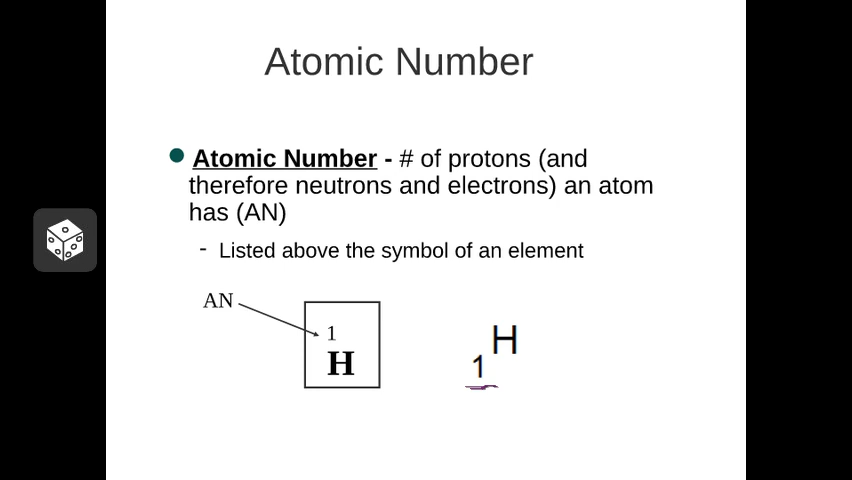 Atomic Number
Atomic Number - # of protons (and
therefore neutrons and electrons) an atom
has (AN)
- Listed above the symbol of an element
AN
1
H
H
1